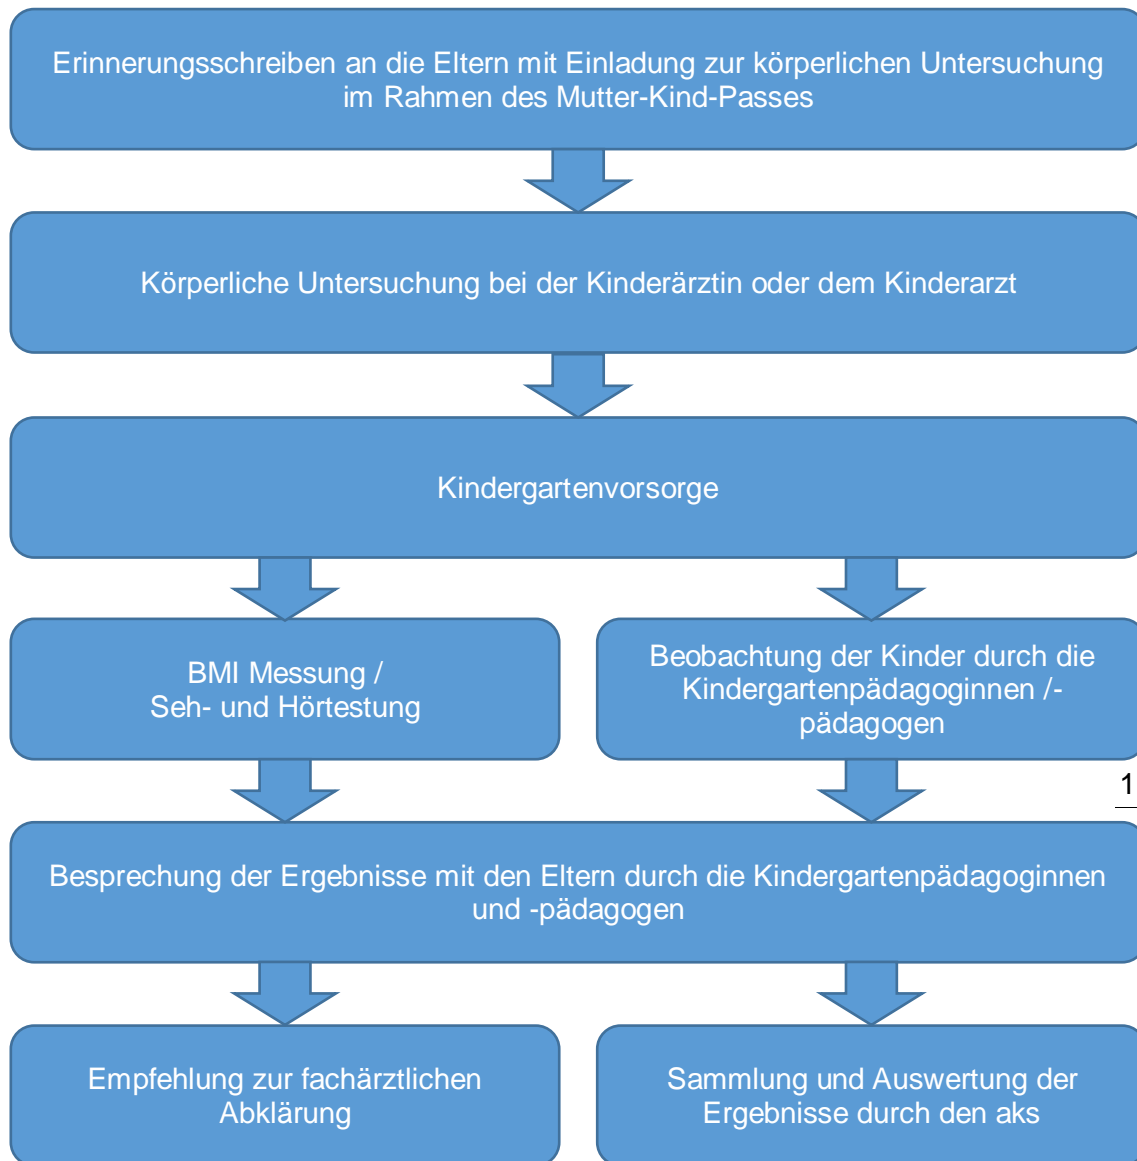 Erinnerungsschreiben an die Eltern mit Einladung zur körperlichen Untersuchung
im Rahmen des Mutter-Kind-Passes
Körperliche Untersuchung bei der Kinderärztin oder dem Kinderarzt
Kindergartenvorsorge
BMI Messung /
Seh- und Hörtestung
Beobachtung der Kinder durch die
Kindergartenpädagoginnen /-
pädagogen
1
Besprechung der Ergebnisse mit den Eltern durch die Kindergartenpädagoginnen
und -pädagogen
Empfehlung zur fachärztlichen
Abklärung
Sammlung und Auswertung der
Ergebnisse durch den aks